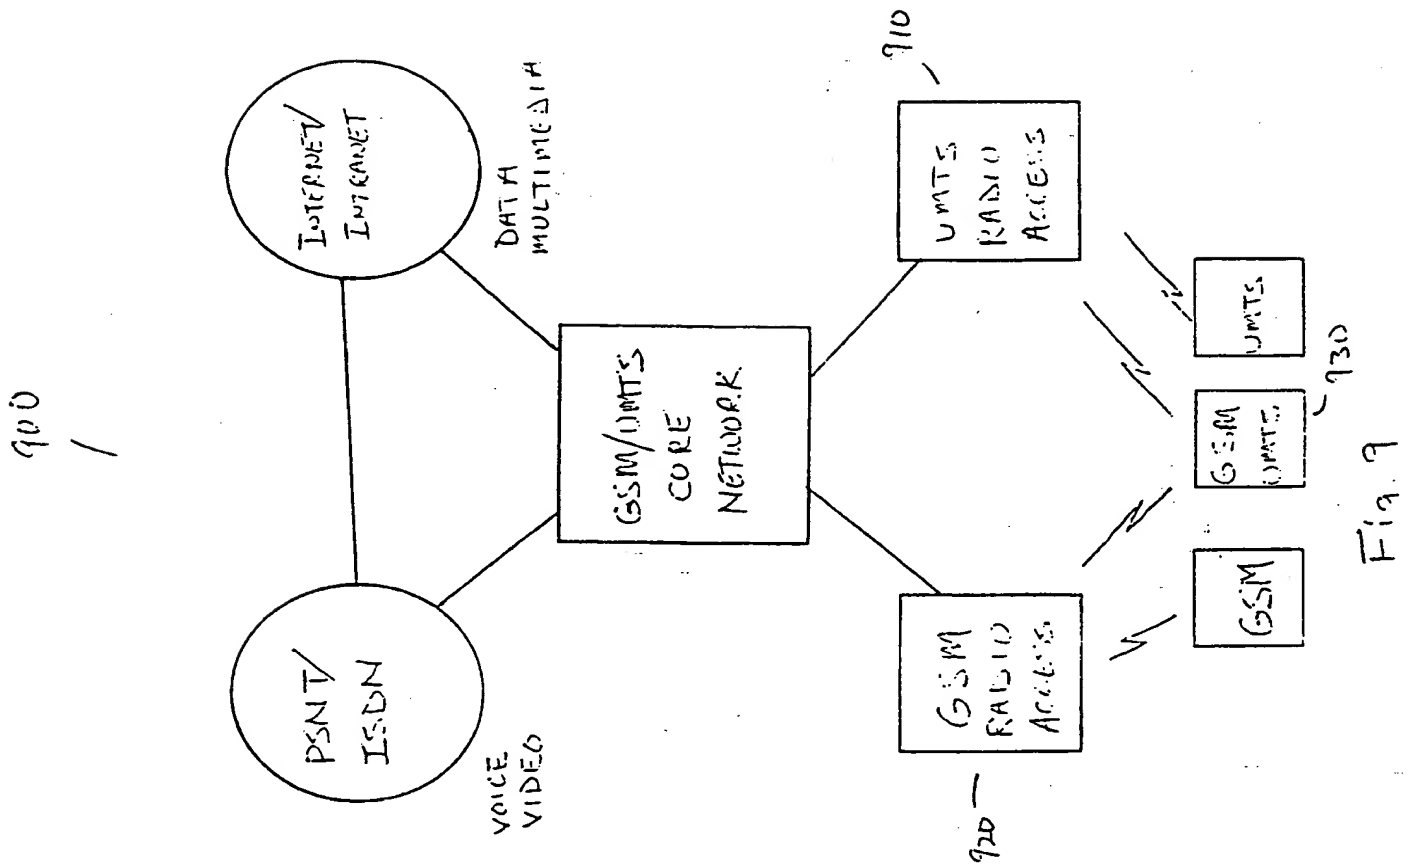 900
PSNT/
ISDN
VOICE
VIDEO
INTERNET/
INTRANET
DATA
MULTIMEDIA
GSM/UMTS
CORE
NETWORK
920
GSM
RADIO
ACCESS
910
UMTS
RADIO
ACCESS
GSM
GSM
UMTS
930
UMTS
Fig. 9